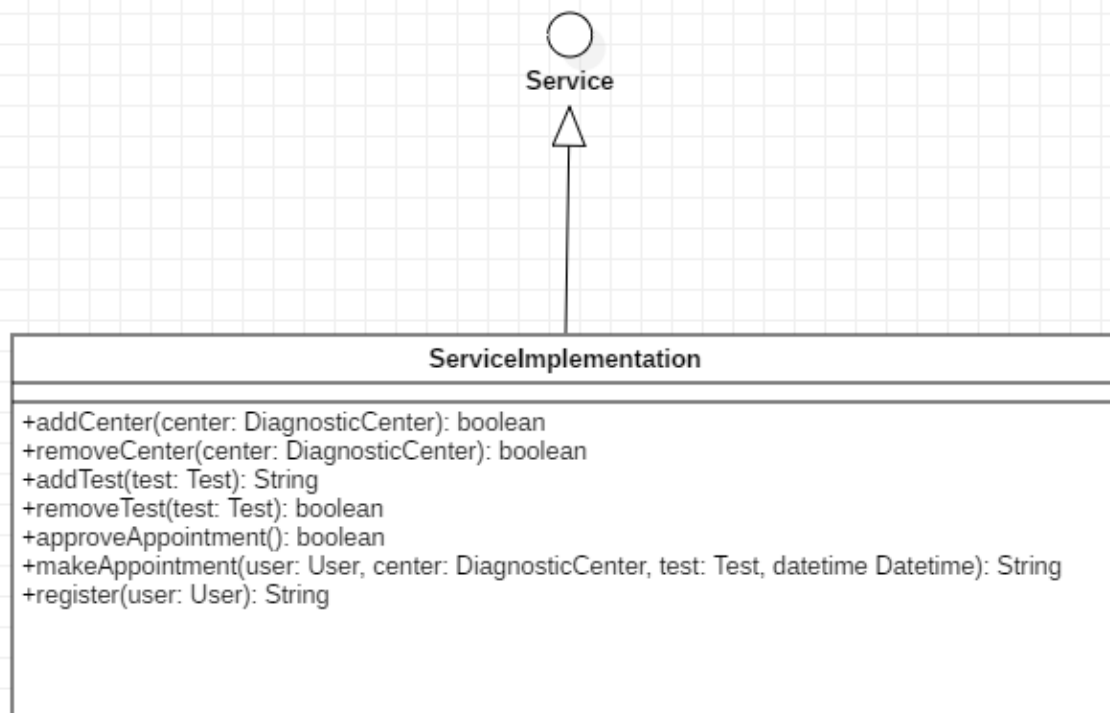 Service
ServiceImplementation
+addCenter(center: DiagnosticCenter): boolean
+removeCenter(center: DiagnosticCenter): boolean
+addTest(test: Test): String
+removeTest(test: Test): boolean
+approveAppointment(): boolean
+makeAppointment(user: User, center: DiagnosticCenter, test: Test, datetime Datetime): String
+register(user: User): String